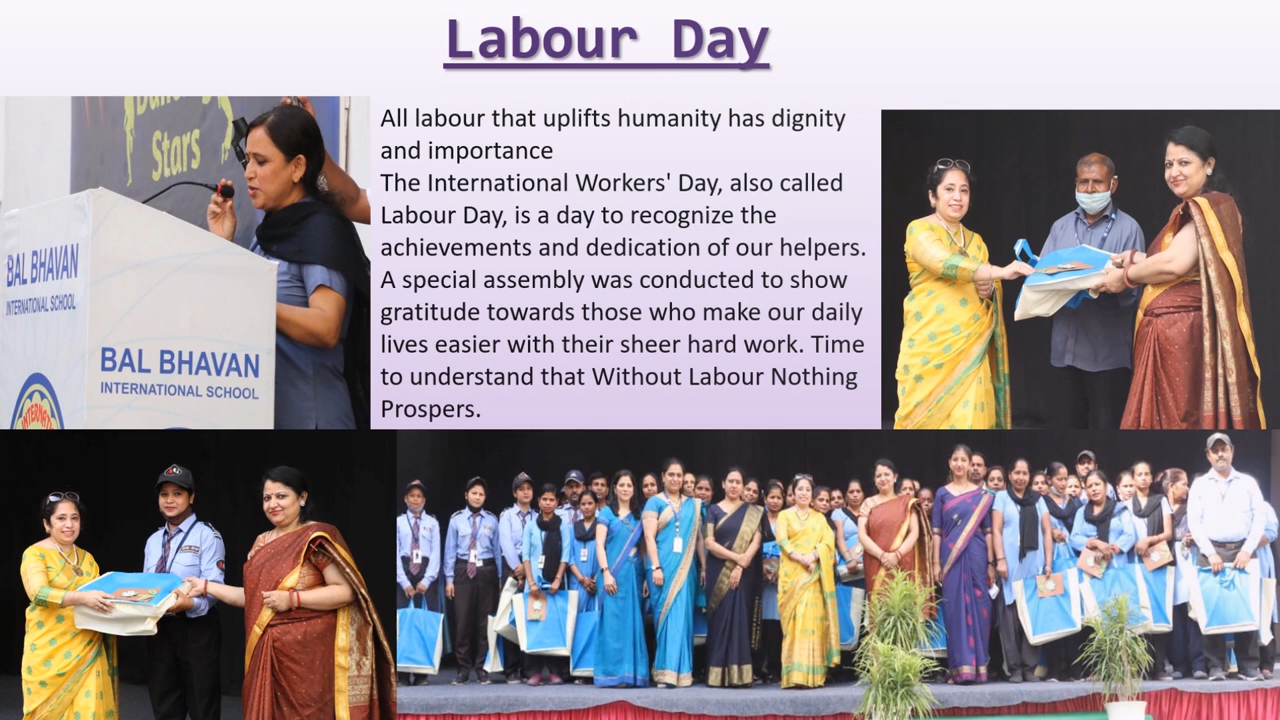 Labour Day
Stars
BAL BHAVAN
INTERNATIONAL SCHOOL
BAL BHAVAN
INTERNATIONAL SCHOOL
All labour that uplifts humanity has dignity
and importance
The International Workers' Day, also called
Labour Day, is a day to recognize the
achievements and dedication of our helpers.
A special assembly was conducted to show
gratitude towards those who make our daily
lives easier with their sheer hard work. Time
to understand that Without Labour Nothing
Prospers.